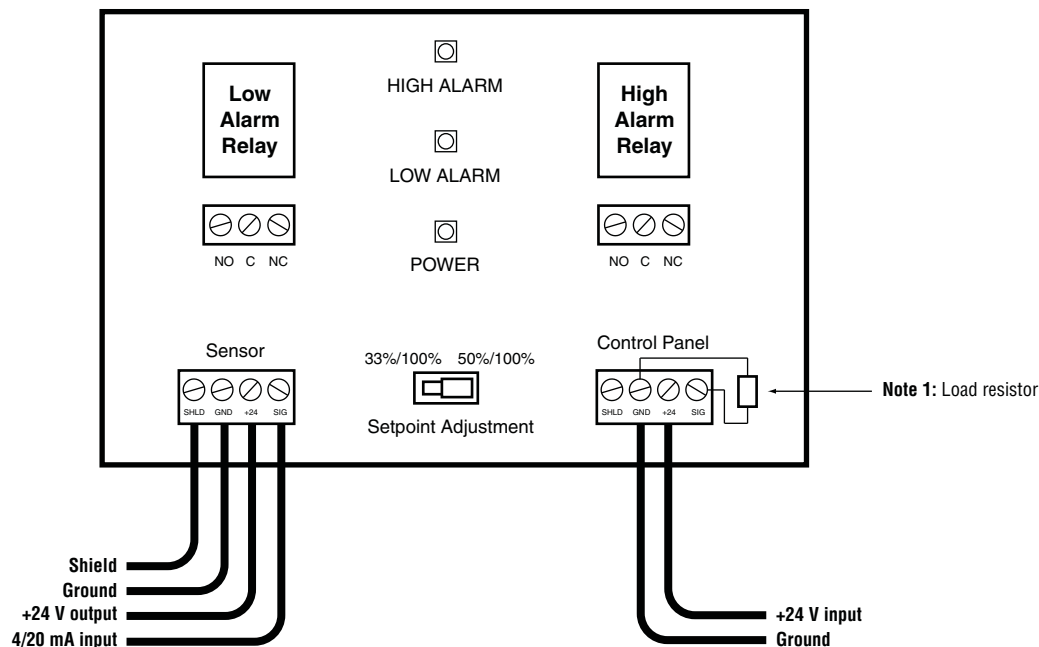 HIGH ALARM
Low
Alarm
Relay
High
Alarm
Relay
LOW ALARM
NO C NC
POWER
NO C NC
Sensor
33%/100% 50%/100%
Control Panel
SHLD GND +24 SIG
Setpoint Adjustment
SHLD GND +24 SIG
Note 1: Load resistor
Shield
Ground
+24 V output
4/20 mA input
+24 V input
Ground